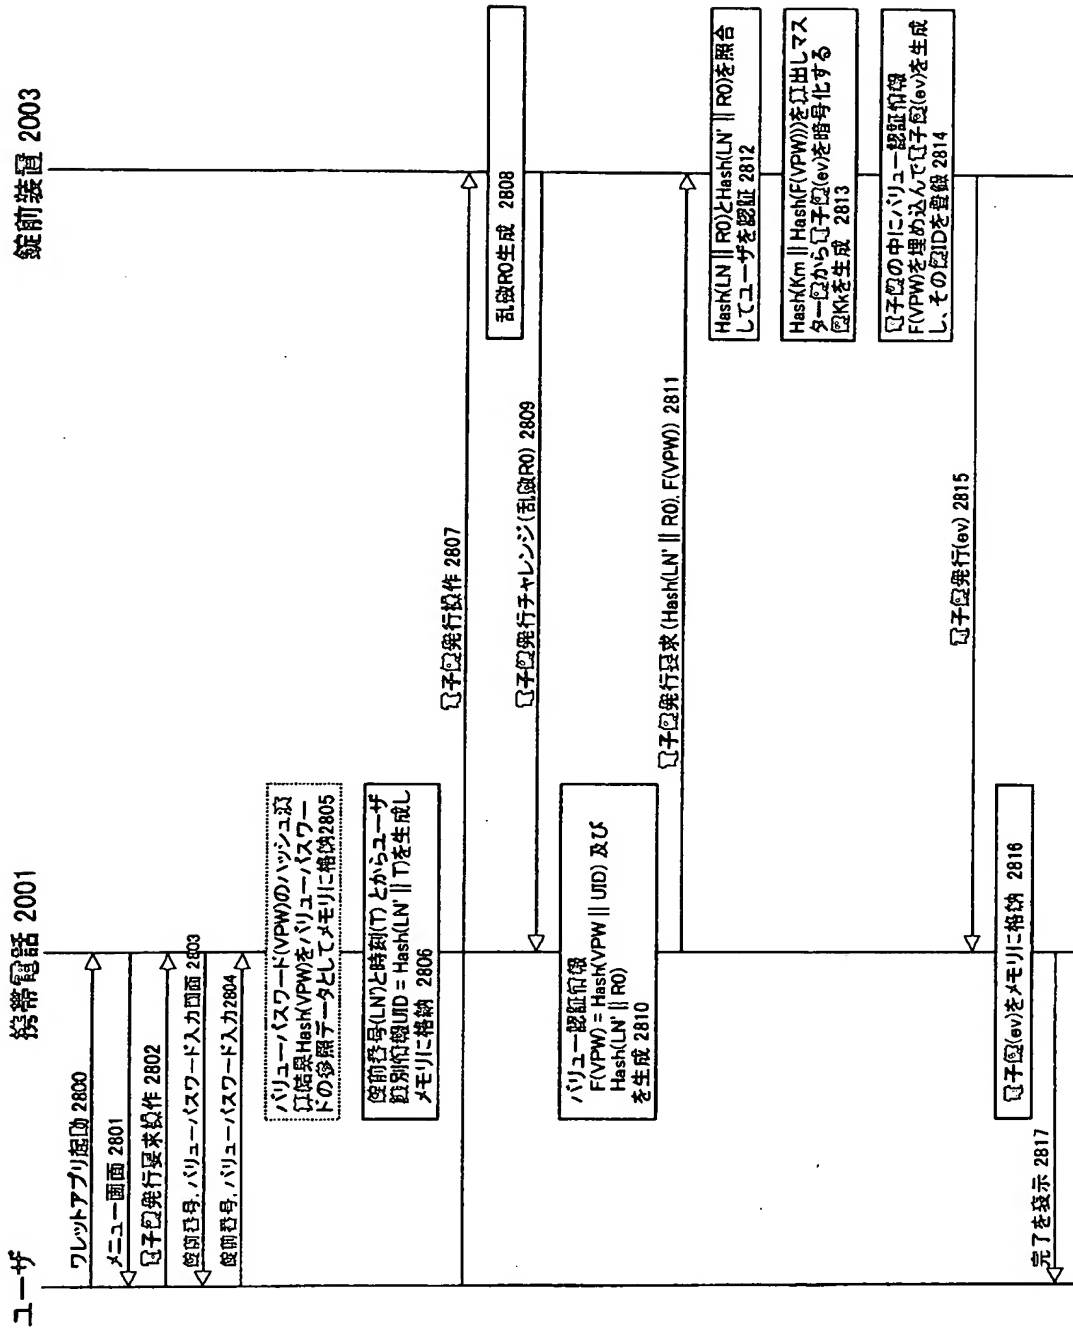 ユーザ
携帯電話 2001
錠前装置 2003
ワレットアプリ起動 2800
メニュー画面 2801
電子鍵発行要求操作 2802
錠前番号, バリューパスワード入力画面 2803
錠前番号, バリューパスワード入力2804
バリューパスワード(VPW)のハッシュ演
算結果Hash(VPW)をバリューパスワー
ドの参照データとしてメモリに格納2805
錠前番号(LN')と時刻(T) とからユーザ
識別情報UID = Hash(LN' || T)を生成し
メモリに格納 2806
電子鍵発行操作 2807
乱数R0生成 2808
電子鍵発行チャレンジ(乱数R0) 2809
バリュー認証情報
F(VPW) = Hash(VPW || UID) 及び
Hash(LN' || R0)
を生成 2810
電子鍵発行要求(Hash(LN' || R0), F(VPW)) 2811
Hash(LN || R0)とHash(LN' || R0)を照合
してユーザを認証 2812
Hash(Km || Hash(F(VPW)))を算出しマス
ター鍵から電子鍵(ev)を暗号化する
鍵Kkを生成 2813
電子鍵の中にバリュー認証情報
F(VPW)を埋め込んで電子鍵(ev)を生成
し、その鍵IDを登録 2814
電子鍵発行(ev) 2815
電子鍵(ev)をメモリに格納 2816
完了を表示 2817